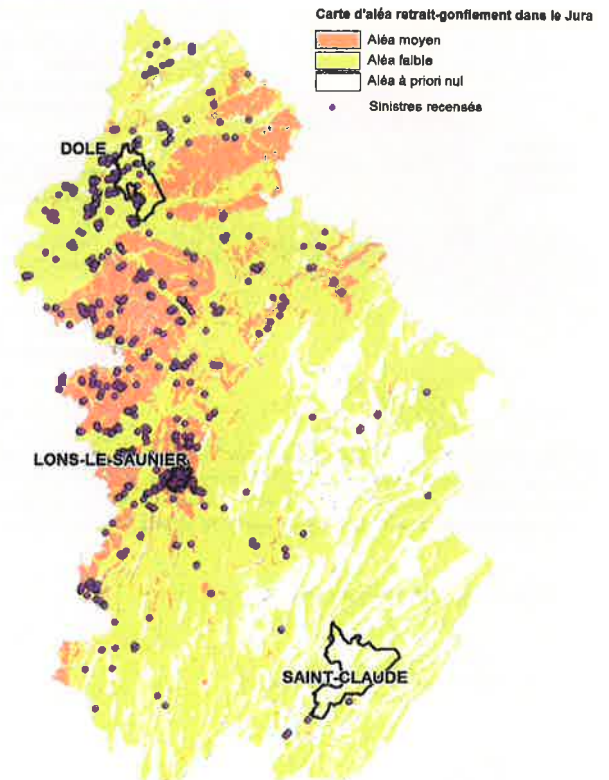 Carte d'aléa retrait-gonflement dans le Jura
Aléa moyen
Aléa faible
Aléa à priori nul
Sinistres recensés
DOLE
LONS-LE-SAUNIER
SAINT-CLAUDE